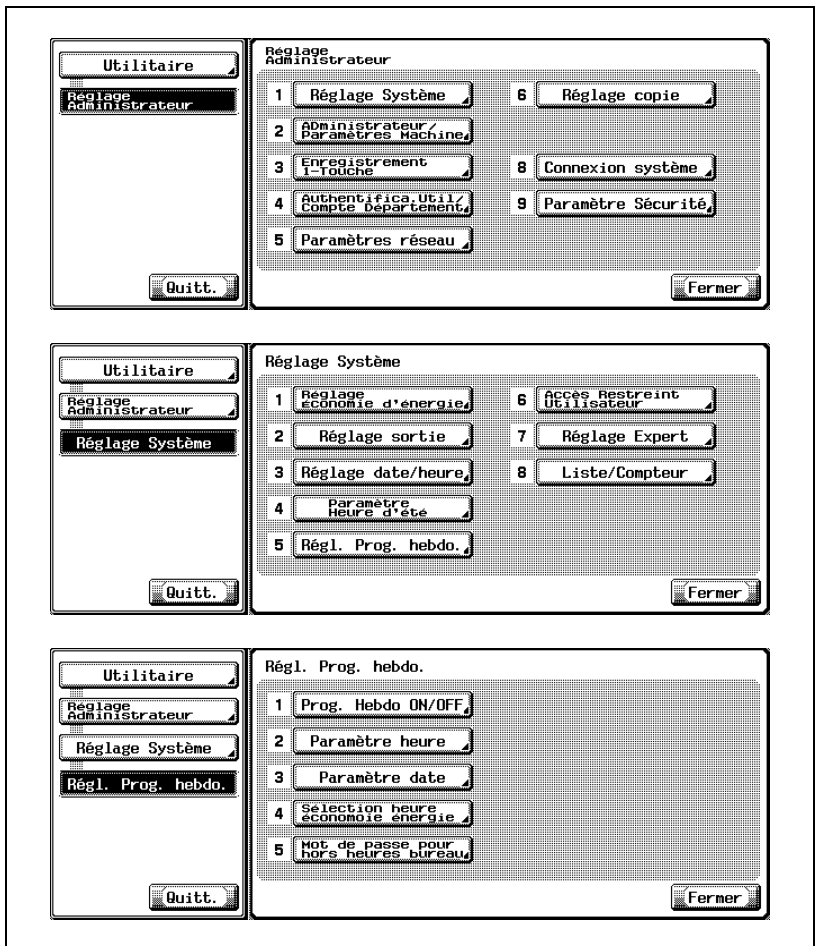 Utilitaire
Réglage
Administrateur
Quitt.
Réglage
Administrateur
1 Réglage Système
2 ADministrateur/
Paramètres Machine
3 Enregistrement
1-Touche
4 Authentifica.Util/
Compte Département
5 Paramètres réseau
6 Réglage copie
8 Connexion système
9 Paramètre Sécurité
Fermer
Utilitaire
Réglage
Administrateur
Réglage Système
Quitt.
Réglage Système
1 Réglage
économie d'énergie
2 Réglage sortie
3 Réglage date/heure
4 Paramètre
Heure d'été
5 Régl. Prog. hebdo.
6 Accès Restreint
Utilisateur
7 Réglage Expert
8 Liste/Compteur
Fermer
Utilitaire
Réglage
Administrateur
Réglage Système
Régl. Prog. hebdo.
Quitt.
Régl. Prog. hebdo.
1 Prog. Hebdo ON/OFF
2 Paramètre heure
3 Paramètre date
4 Sélection heure
économoie énergie
5 Mot de passe pour
hors heures bureau
Fermer